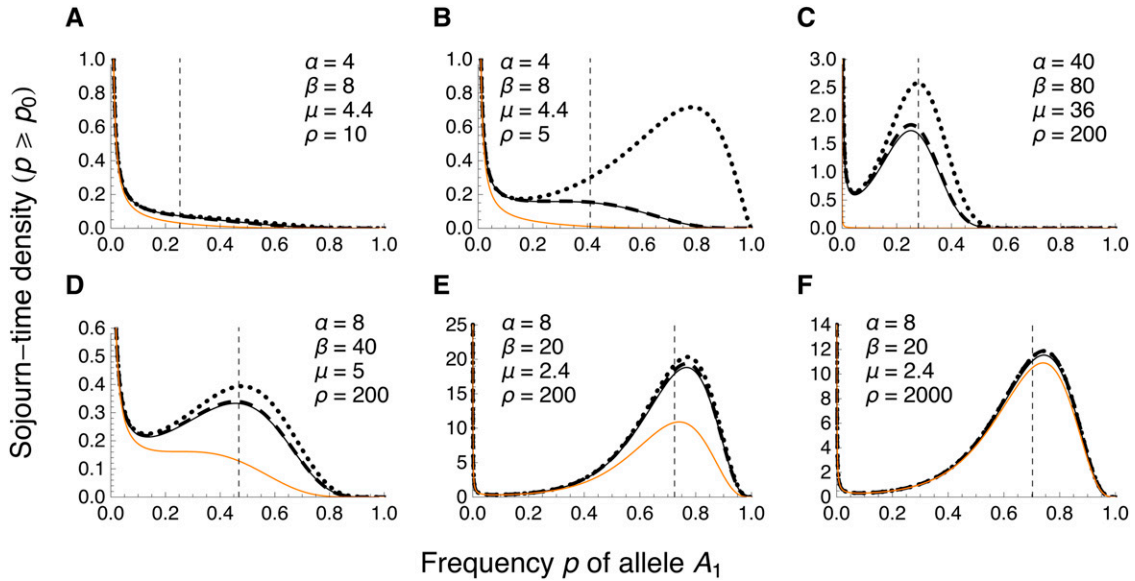 A
B
C
α = 4
β = 8
μ = 4.4
ρ = 10
α = 4
β = 8
μ = 4.4
ρ = 5
α = 40
β = 80
μ = 36
ρ = 200
1.0
0.8
0.6
0.4
0.2
0.0
0.0 0.2 0.4 0.6 0.8 1.0
1.0
0.8
0.6
0.4
0.2
0.0
0.0 0.2 0.4 0.6 0.8 1.0
3.0
2.5
2.0
1.5
1.0
0.5
0.0
0.0 0.2 0.4 0.6 0.8 1.0
Sojourn-time density (p ⩾ p₀)
D
E
F
α = 8
β = 40
μ = 5
ρ = 200
α = 8
β = 20
μ = 2.4
ρ = 200
α = 8
β = 20
μ = 2.4
ρ = 2000
0.6
0.5
0.4
0.3
0.2
0.1
0.0
0.0 0.2 0.4 0.6 0.8 1.0
25
20
15
10
5
0
0.0 0.2 0.4 0.6 0.8 1.0
14
12
10
8
6
4
2
0
0.0 0.2 0.4 0.6 0.8 1.0
Frequency p of allele A₁